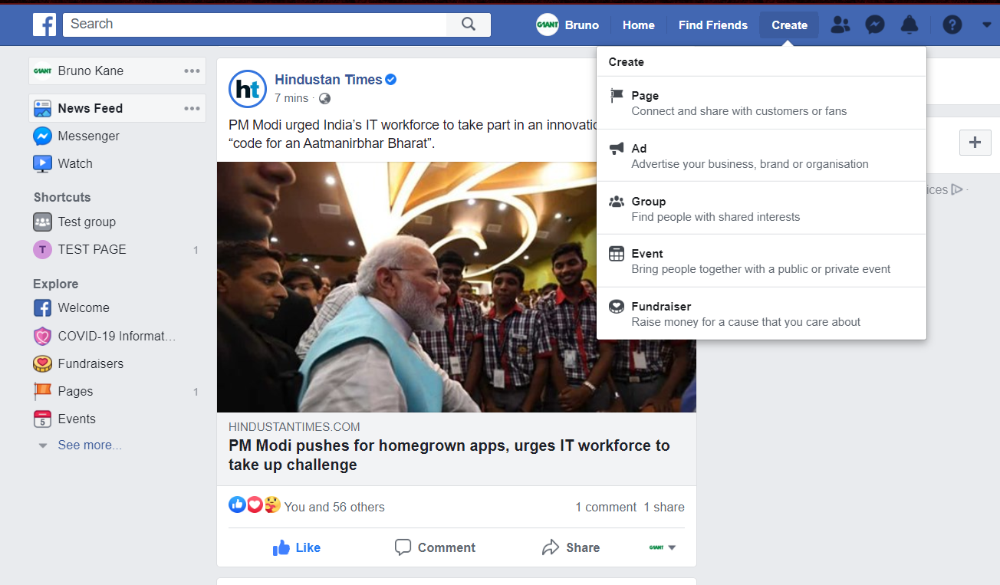 Search
GIANT Bruno
Home
Find Friends
Create
GIANT Bruno Kane
News Feed
Messenger
Watch
Shortcuts
Test group
T TEST PAGE 1
Explore
Welcome
COVID-19 Informat...
Fundraisers
Pages 1
5 Events
See more...
ht
Hindustan Times
7 mins ·
PM Modi urged India's IT workforce to take part in an innovatio
“code for an Aatmanirbhar Bharat”.
HINDUSTANTIMES.COM
PM Modi pushes for homegrown apps, urges IT workforce to
take up challenge
You and 56 others
1 comment 1 share
Like
Comment
Share
GIANT
Create
Page
Connect and share with customers or fans
Ad
Advertise your business, brand or organisation
Group
Find people with shared interests
Event
Bring people together with a public or private event
Fundraiser
Raise money for a cause that you care about
ices